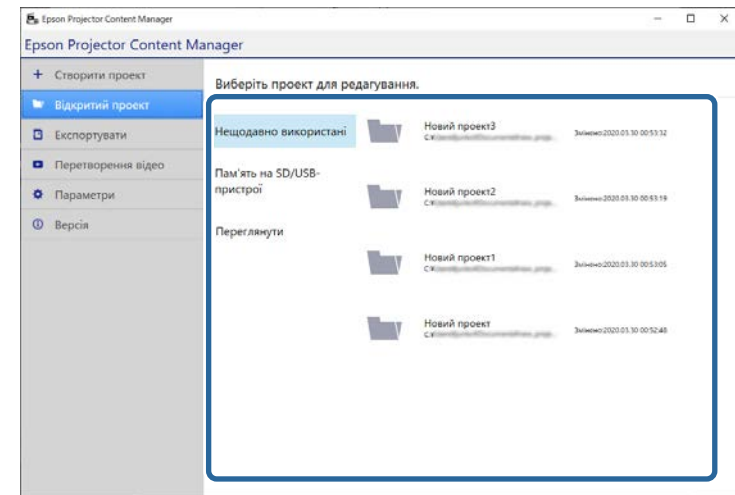 Epson Projector Content Manager
Epson Projector Content Manager
Створити проект
Відкритий проект
Експортувати
Перетворення відео
Параметри
Версія
Виберіть проект для редагування.
Нещодавно використані
Пам'ять на SD/USB-
пристрої
Переглянути
Новий проект3
C:\
Змінено:2020.03.30 00:53:32
Новий проект2
C:\
Змінено:2020.03.30 00:53:19
Новий проект1
C:\
Змінено:2020.03.30 00:53:05
Новий проект
C:\
Змінено:2020.03.30 00:52:48